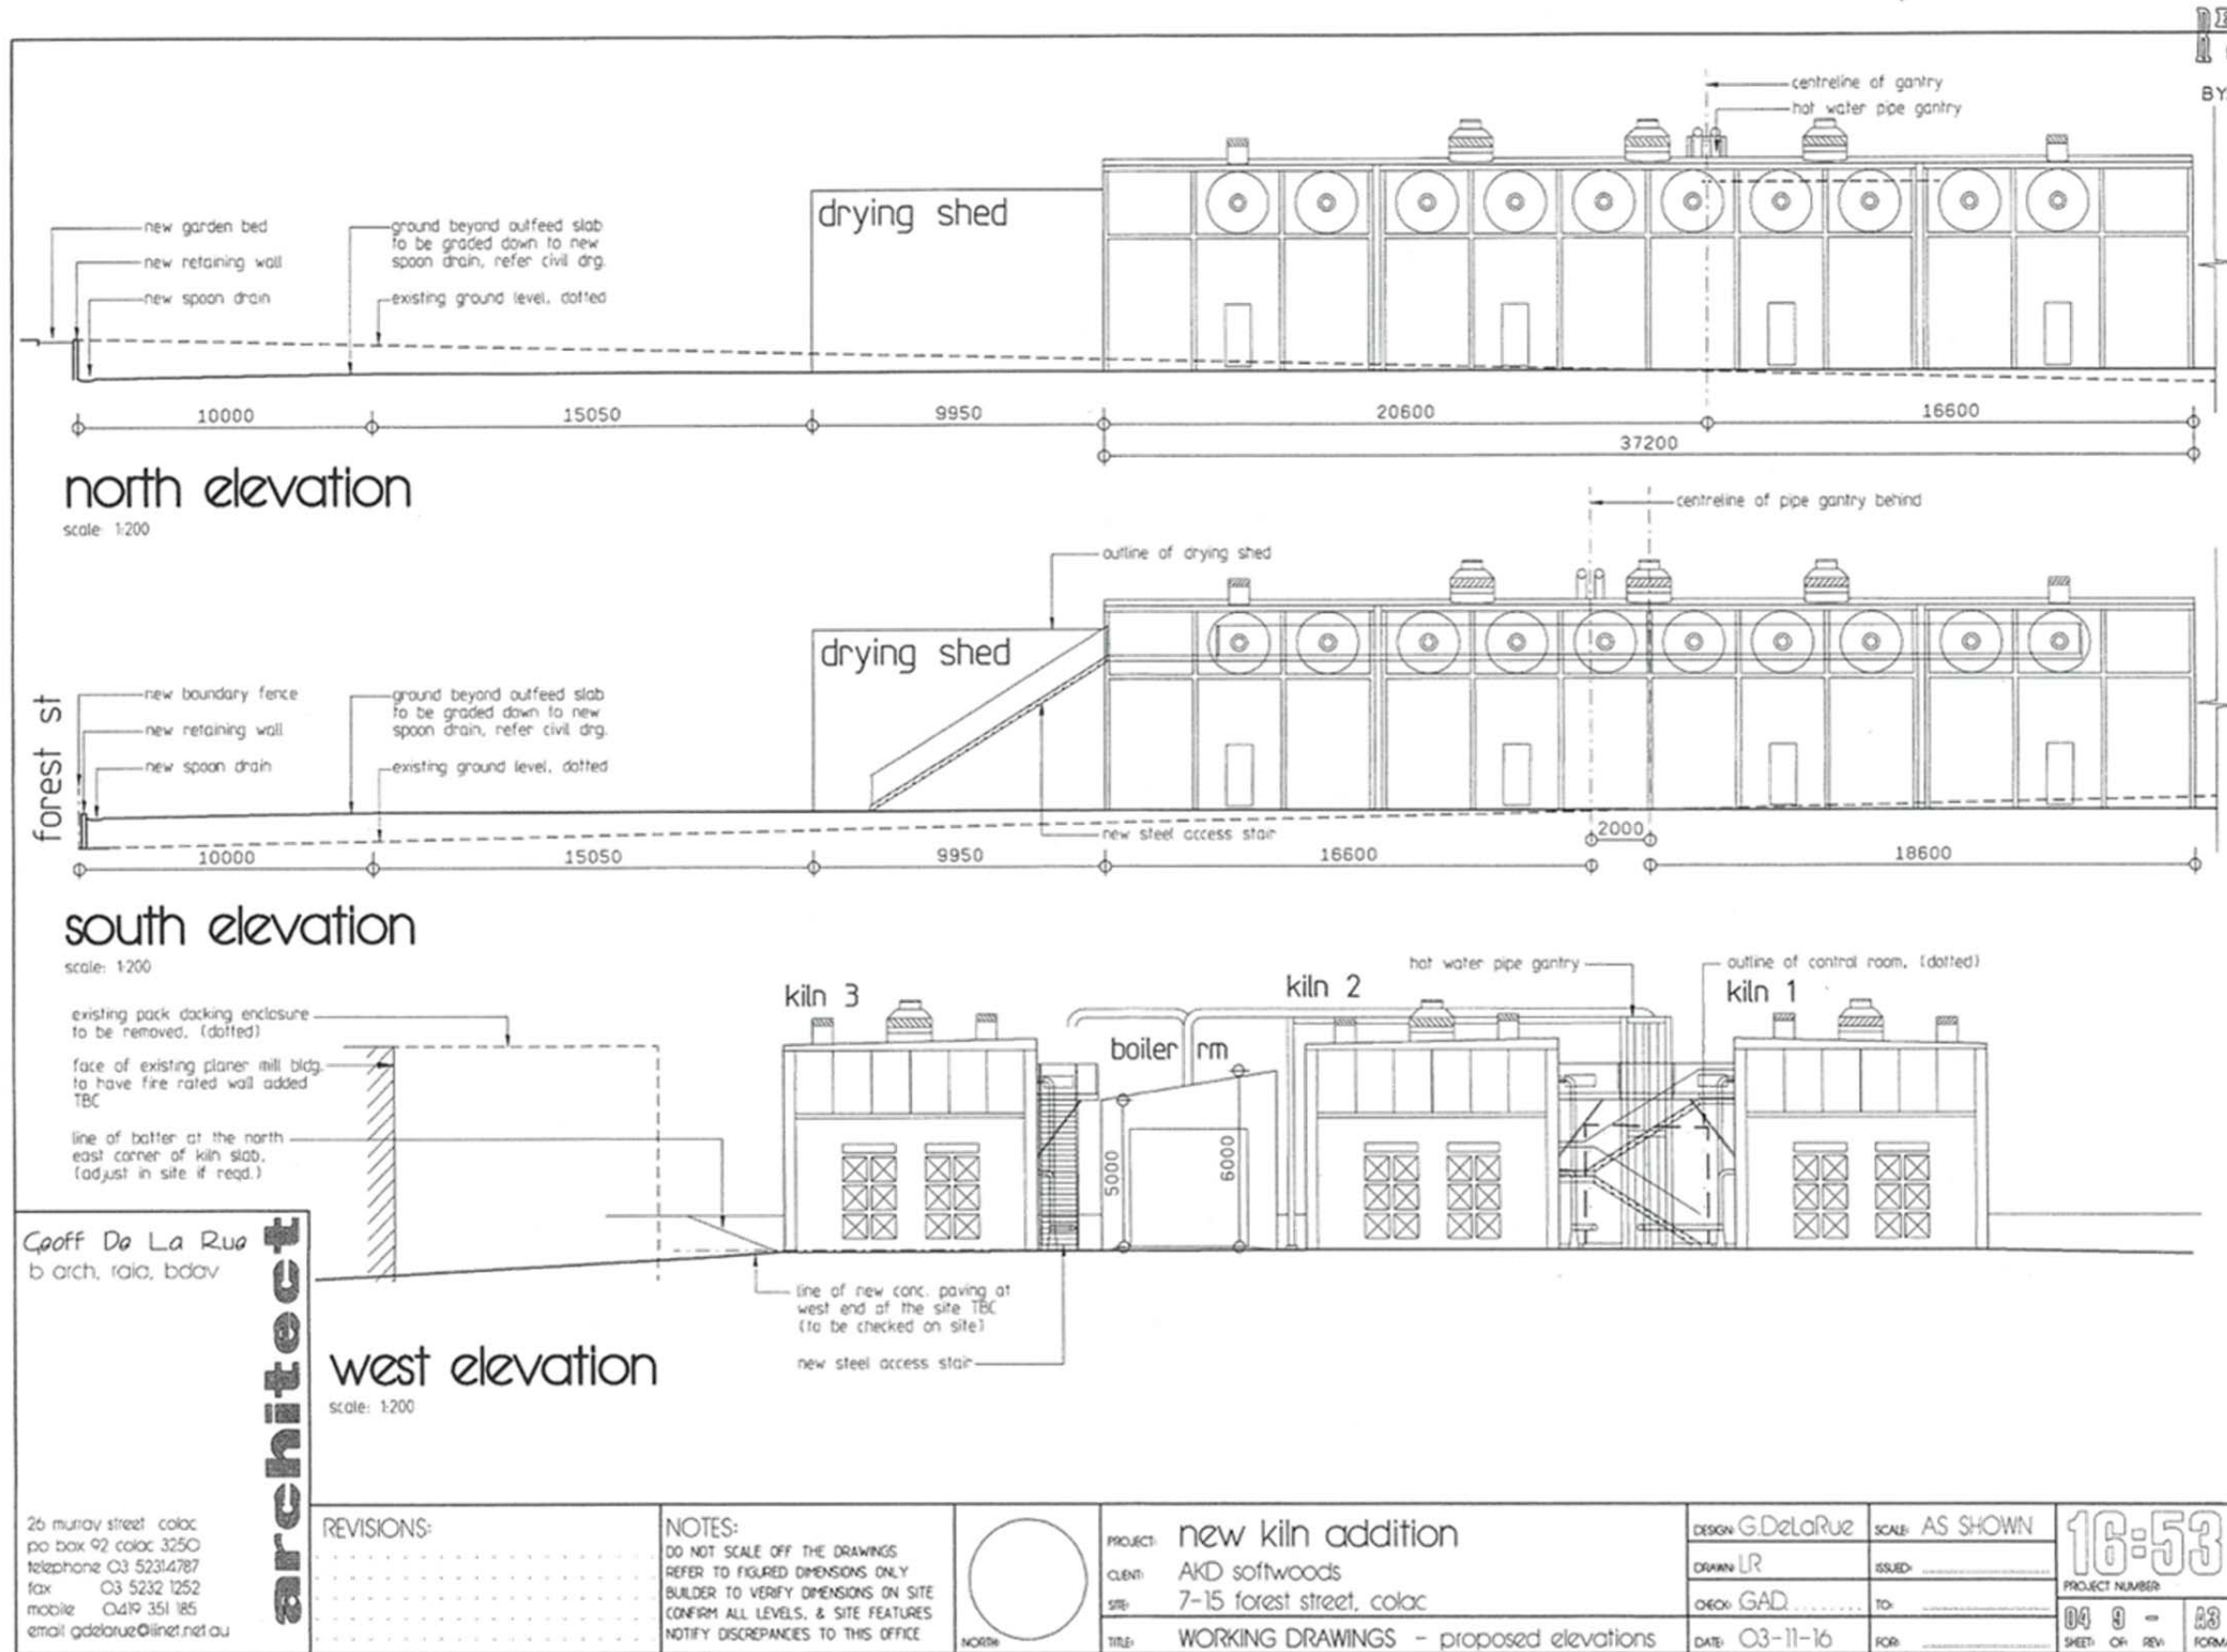 BY
centreline of gantry
hot water pipe gantry
drying shed
new garden bed
new retaining wall
new spoon drain
ground beyond outfeed slab
to be graded down to new
spoon drain, refer civil drg.
existing ground level, dotted
10000
15050
9950
20600
16600
37200
north elevation
scale: 1:200
centreline of pipe gantry behind
outline of drying shed
drying shed
forest st
new boundary fence
new retaining wall
new spoon drain
ground beyond outfeed slab
to be graded down to new
spoon drain, refer civil drg.
existing ground level, dotted
new steel access stair
2000
10000
15050
9950
16600
18600
south elevation
scale: 1:200
hot water pipe gantry
outline of control room, (dotted)
kiln 3
kiln 2
kiln 1
boiler rm
5000
6000
existing pack docking enclosure
to be removed, (dotted)
face of existing planer mill bldg.
to have fire rated wall added
TBC
line of batter at the north
east corner of kiln slab,
(adjust in site if reqd.)
line of new conc. paving at
west end of the site TBC
(to be checked on site)
new steel access stair
west elevation
scale: 1:200
Geoff De La Rue
b arch, raia, bdav
architect
26 murray street colac
po box 92 colac 3250
telephone 03 52314787
fax 03 5232 1252
mobile 0419 351 185
email gdelarue@iinet.net.au
REVISIONS:
NOTES:
DO NOT SCALE OFF THE DRAWINGS
REFER TO FIGURED DIMENSIONS ONLY
BUILDER TO VERIFY DIMENSIONS ON SITE
CONFIRM ALL LEVELS, & SITE FEATURES
NOTIFY DISCREPANCIES TO THIS OFFICE
NORTH:
PROJECT: new kiln addition
CLIENT: AKD softwoods
SITE: 7-15 forest street, colac
TITLE: WORKING DRAWINGS - proposed elevations
DESIGN: G.DeLaRue
DRAWN: LR
CHECK: GAD
DATE: 03-11-16
SCALE: AS SHOWN
ISSUED:
TO:
FOR:
16:53
PROJECT NUMBER:
04 9 - A3
SHEET: OF: REV: FORM